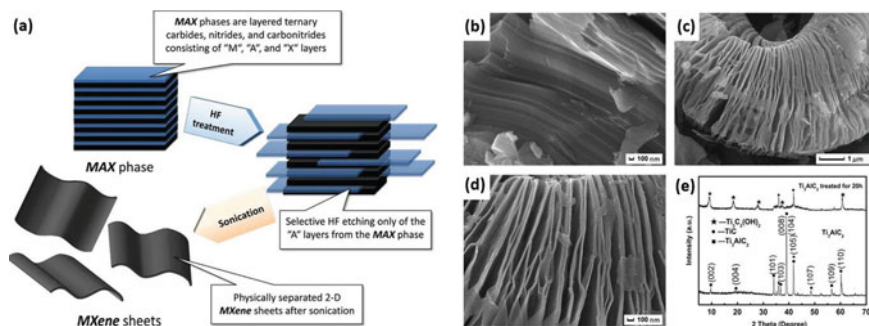 (a)
MAX phases are layered ternary
carbides, nitrides, and carbonitrides
consisting of “M”, “A”, and “X” layers
HF
treatment
MAX phase
Sonication
Selective HF etching only of the
“A” layers from the MAX phase
Physically separated 2-D
MXene sheets after sonication
MXene sheets
(b)
100 nm
(c)
1 μm
(d)
100 nm
(e)
Ti₃AlC₂ treated for 20h
★—Ti₃C₂(OH)₂
—TiC
—Ti₃AlC₂
Ti₃AlC₂
Intensity (a.u.)
(002)
(004)
(101)
(103)
(008)
(105)(104)
(107)
(109)
(110)
10 20 30 40 50 60 70
2 Theta (Degree)